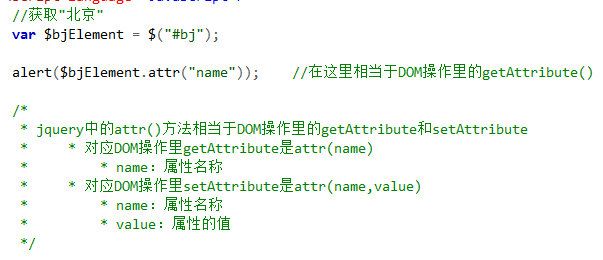 //获取"北京"
var $bjElement = $("#bj");
alert($bjElement.attr("name")); //在这里相当于DOM操作里的getAttribute()
/*
* jquery中的attr()方法相当于DOM操作里的getAttribute和setAttribute
* * 对应DOM操作里getAttribute是attr(name)
* * name：属性名称
* * 对应DOM操作里setAttribute是attr(name,value)
* * name：属性名称
* * value：属性的值
*/